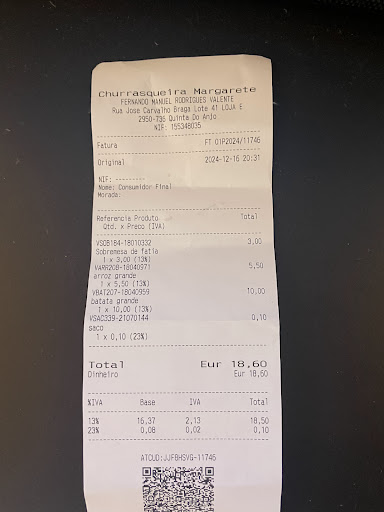 Churrasqueira Margarete
FERNANDO MANUEL RODRIGUES VALENTE
Rua Jose Carvalho Braga Lote 41 LOJA E
2950-736 Quinta Do Anjo
NIF: 155348035
Fatura FT 01P2024/11746
Original 2024-12-16 20:31
NIF: ---------
Nome: Consumidor Final
Morada:
Referencia Produto Total
Qtd. x Preco (IVA)
VSOB184-18010332 3,00
Sobremesa de fatia
1 x 3,00 (13%)
VARR208-18040971 5,50
arroz grande
1 x 5,50 (13%)
VBAT207-18040959 10,00
batata grande
1 x 10,00 (13%)
VSAC339-21070144 0,10
saco
1 x 0,10 (23%)
Total Eur 18,60
Dinheiro Eur 18,60
%IVA Base IVA Total
13% 16,37 2,13 18,50
23% 0,08 0,02 0,10
ATCUD:JJF8HSVG-11746